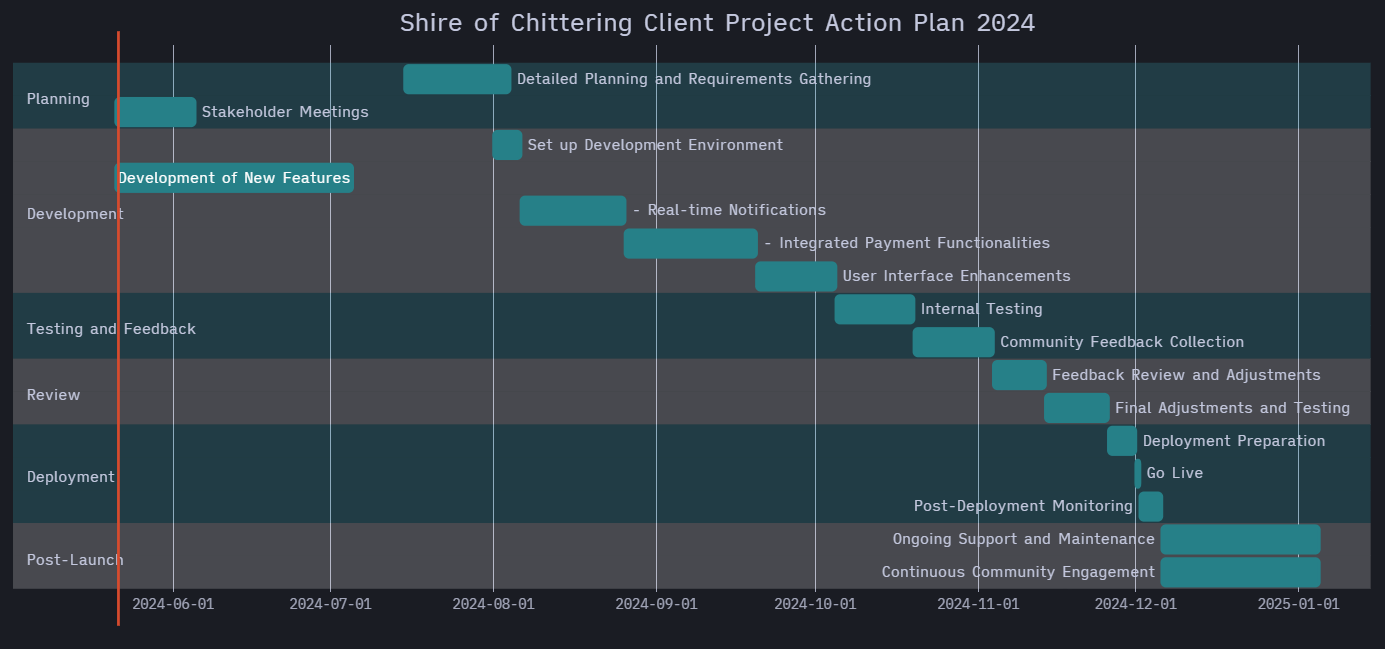 Shire of Chittering Client Project Action Plan 2024
Planning
Detailed Planning and Requirements Gathering
Stakeholder Meetings
Development
Set up Development Environment
Development of New Features
- Real-time Notifications
- Integrated Payment Functionalities
User Interface Enhancements
Testing and Feedback
Internal Testing
Community Feedback Collection
Review
Feedback Review and Adjustments
Final Adjustments and Testing
Deployment
Deployment Preparation
Go Live
Post-Deployment Monitoring
Post-Launch
Ongoing Support and Maintenance
Continuous Community Engagement
2024-06-01 2024-07-01 2024-08-01 2024-09-01 2024-10-01 2024-11-01 2024-12-01 2025-01-01